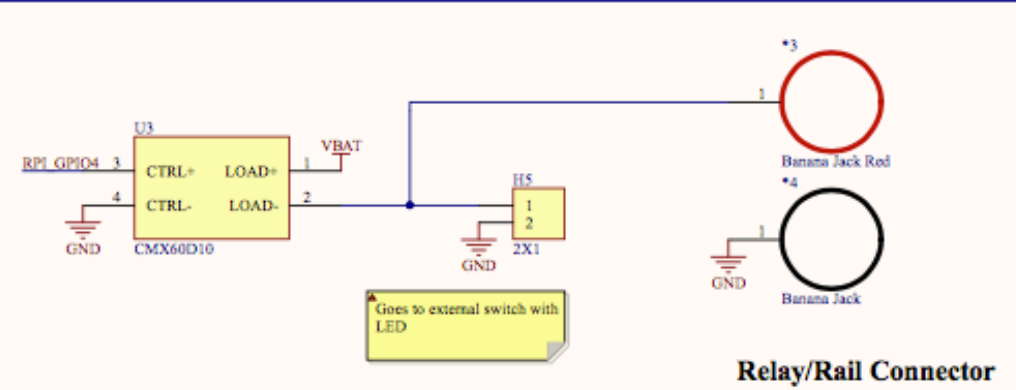 *3
1
U3
VBAT
RPI_GPIO4 3 CTRL+ LOAD+ 1
Banana Jack Red
*4
H5
4 CTRL- LOAD- 2
1
2
1
GND
CMX60D10
2X1
GND
GND
Banana Jack
Goes to external switch with
LED
Relay/Rail Connector